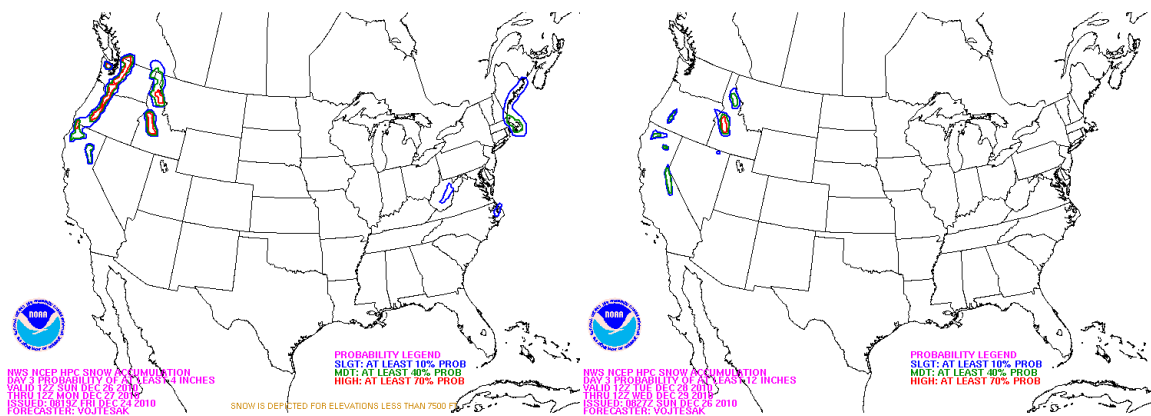 NOAA
PROBABILITY LEGEND
SLGT: AT LEAST 10% PROB
MDT: AT LEAST 40% PROB
HIGH: AT LEAST 70% PROB
NWS NCEP HPC SNOW ACCUMULATION
DAY 3 PROBABILITY OF AT LEAST 4 INCHES
VALID 12Z SUN DEC 26 2010
THRU 12Z MON DEC 27 2010
ISSUED: 0819Z FRI DEC 24 2010
FORECASTER: VOJTESAK
SNOW IS DEPICTED FOR ELEVATIONS LESS THAN 7500 FT
NOAA
PROBABILITY LEGEND
SLGT: AT LEAST 10% PROB
MDT: AT LEAST 40% PROB
HIGH: AT LEAST 70% PROB
NWS NCEP HPC SNOW ACCUMULATION
DAY 3 PROBABILITY OF AT LEAST 12 INCHES
VALID 12Z TUE DEC 28 2010
THRU 12Z WED DEC 29 2010
ISSUED: 0827Z SUN DEC 26 2010
FORECASTER: VOJTESAK